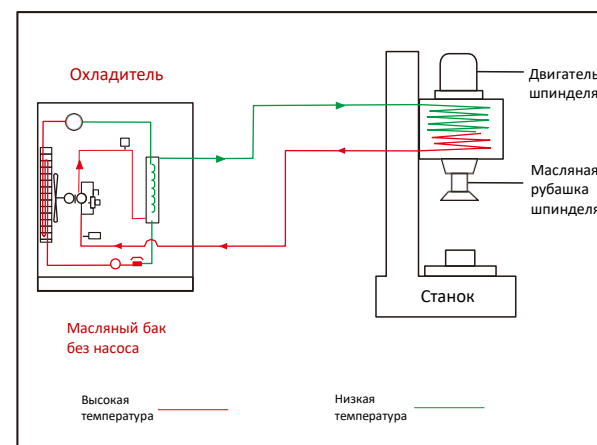 Охладитель
Двигатель
шпинделя
Масляная
рубашка
шпинделя
Станок
Масляный бак
без насоса
Высокая
температура
Низкая
температура